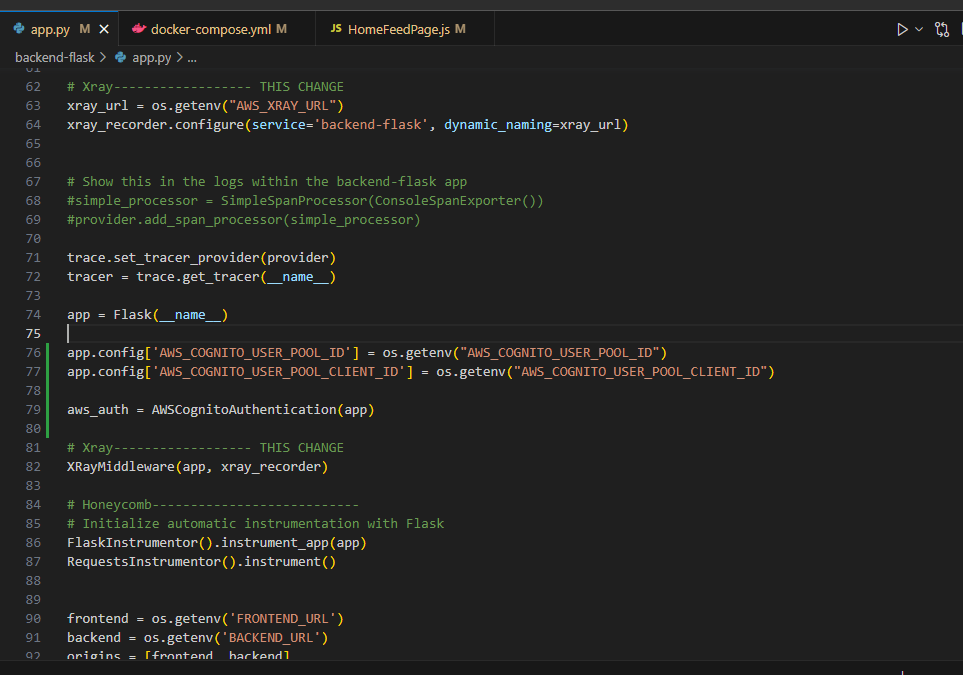 app.py M
docker-compose.yml M
JS HomeFeedPage.js M
backend-flask > app.py > ...
61
62 # Xray------------------ THIS CHANGE
63 xray_url = os.getenv("AWS_XRAY_URL")
64 xray_recorder.configure(service='backend-flask', dynamic_naming=xray_url)
65
66
67 # Show this in the logs within the backend-flask app
68 #simple_processor = SimpleSpanProcessor(ConsoleSpanExporter())
69 #provider.add_span_processor(simple_processor)
70
71 trace.set_tracer_provider(provider)
72 tracer = trace.get_tracer(__name__)
73
74 app = Flask(__name__)
75
76 app.config['AWS_COGNITO_USER_POOL_ID'] = os.getenv("AWS_COGNITO_USER_POOL_ID")
77 app.config['AWS_COGNITO_USER_POOL_CLIENT_ID'] = os.getenv("AWS_COGNITO_USER_POOL_CLIENT_ID")
78
79 aws_auth = AWSCognitoAuthentication(app)
80
81 # Xray------------------ THIS CHANGE
82 XRayMiddleware(app, xray_recorder)
83
84 # Honeycomb---------------------------
85 # Initialize automatic instrumentation with Flask
86 FlaskInstrumentor().instrument_app(app)
87 RequestsInstrumentor().instrument()
88
89
90 frontend = os.getenv('FRONTEND_URL')
91 backend = os.getenv('BACKEND_URL')
92 origins = [frontend, backend]